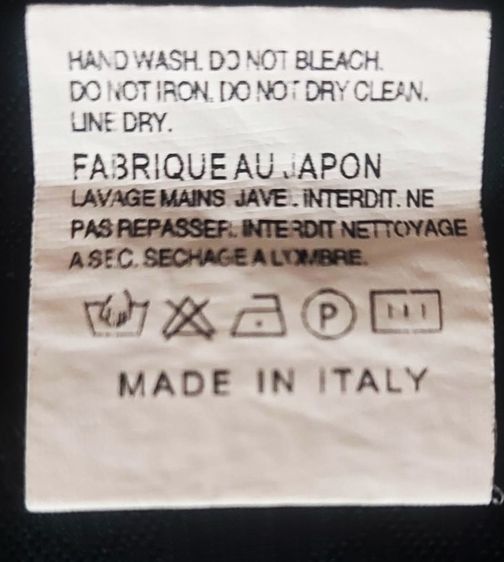 HAND WASH. DO NOT BLEACH.
DO NOT IRON. DO NOT DRY CLEAN.
LINE DRY.
FABRIQUE AU JAPON
LAVAGE MAINS. JAVEL INTERDIT. NE
PAS REPASSER. INTERDIT NETTOYAGE
A SEC. SECHAGE A L'OMBRE.
P
MADE IN ITALY